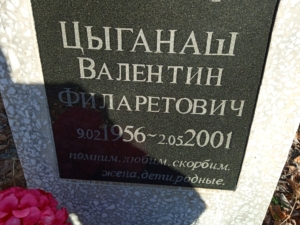 ЦЫГАНАШ
ВАЛЕНТИН
ФИЛАРЕТОВИЧ
9.02 1956~2.05.2001
помним, любим, скорбим.
жена, дети, родные.